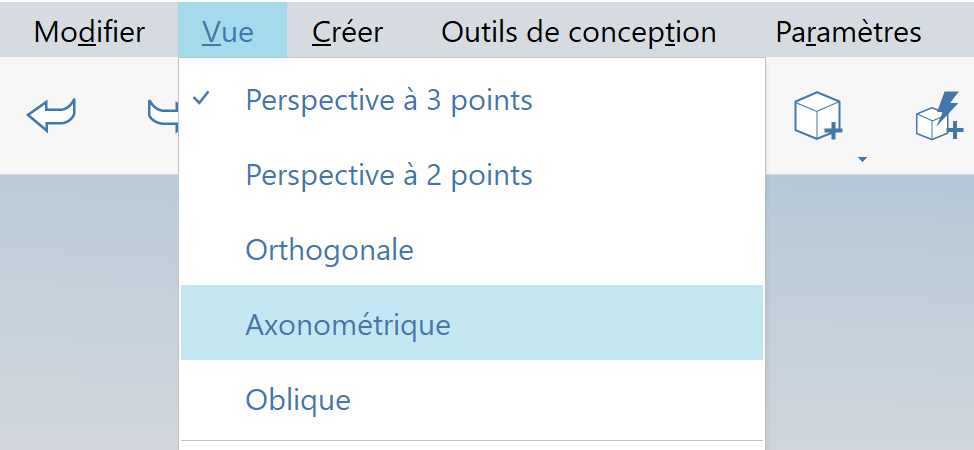 Modifier Vue Créer Outils de conception Paramètres
Perspective à 3 points
Perspective à 2 points
Orthogonale
Axonométrique
Oblique